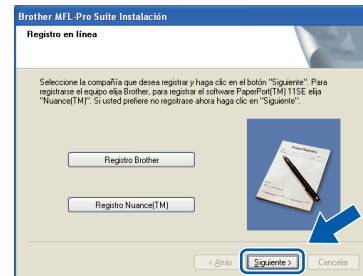 Brother MFL-Pro Suite Instalación
Registro en línea
Seleccione la compañía que desea registrar y haga clic en el botón "Siguiente". Para
registrarse el equipo elija Brother, para registrar el software PaperPort(TM) 11SE elija
"Nuance(TM)". Si usted prefiere no regsitrase ahora haga clic en "Siguiente".
Registro Brother
Registro Nuance(TM)
< Atrás Siguiente > Cancelar